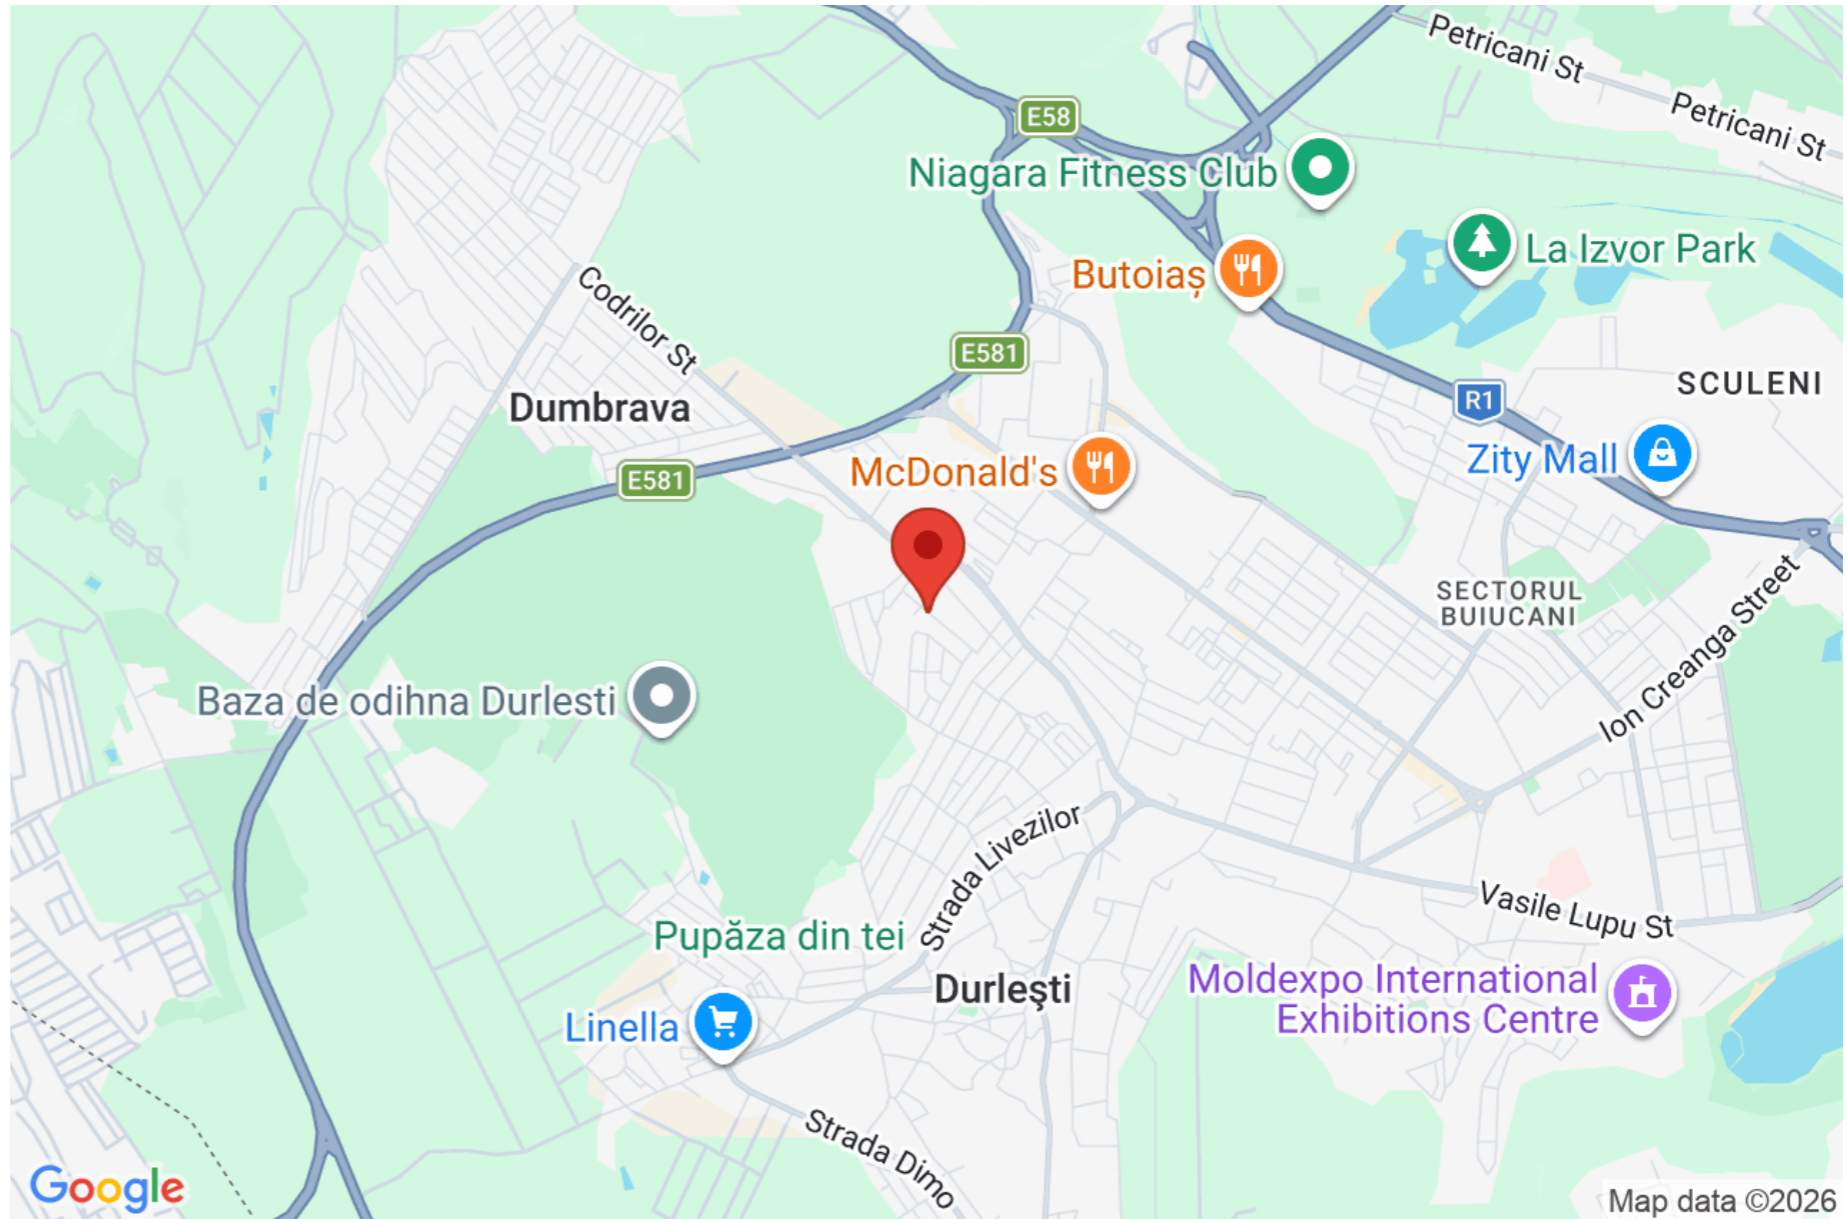 Petricani St
Petricani St
E58
Niagara Fitness Club
La Izvor Park
Butoiaș
Codrilor St
E581
SCULENI
R1
Dumbrava
Zity Mall
McDonald's
E581
SECTORUL
BUIUCANI
Ion Creanga Street
Baza de odihna Durlesti
Strada Livezilor
Vasile Lupu St
Pupăza din tei
Durleşti
Moldexpo International
Exhibitions Centre
Linella
Strada Dimo
Google
Map data ©2026